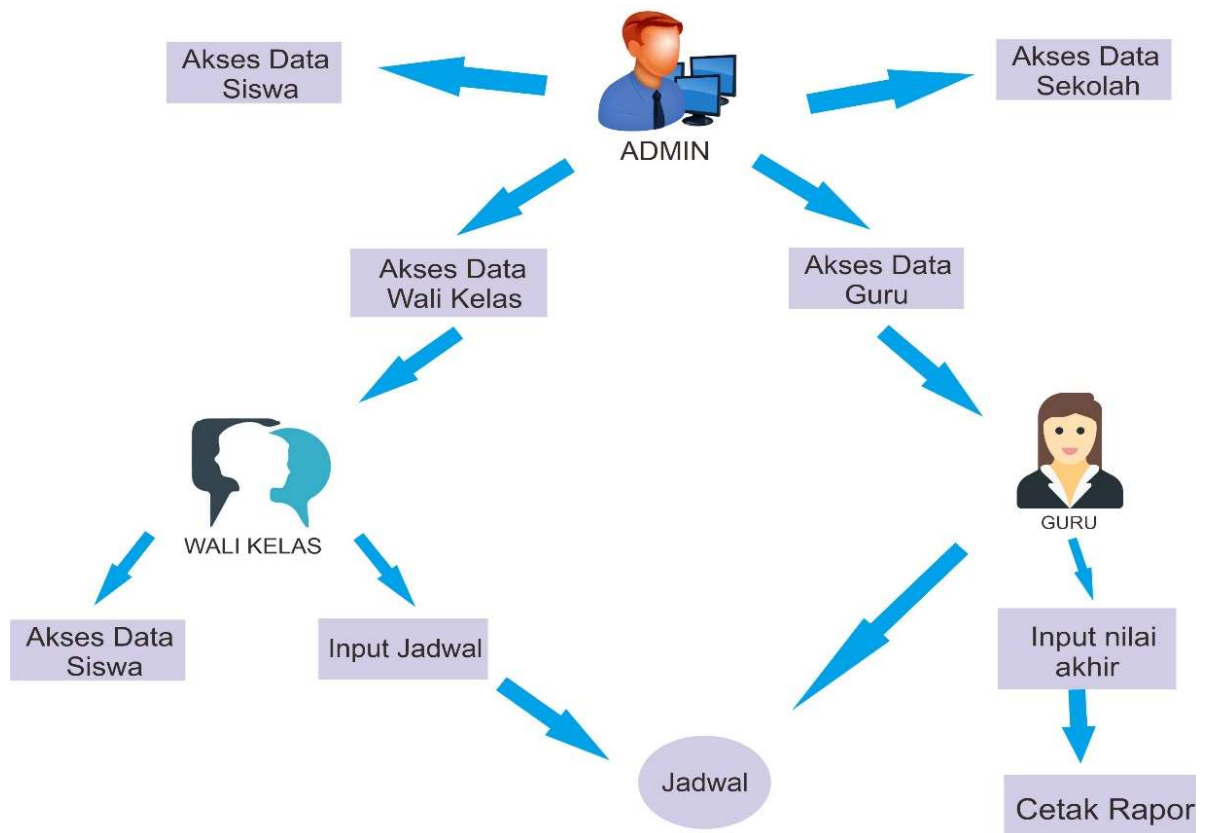 Akses Data
Siswa
ADMIN
Akses Data
Sekolah
Akses Data
Wali Kelas
Akses Data
Guru
WALI KELAS
GURU
Akses Data
Siswa
Input Jadwal
Input nilai
akhir
Jadwal
Cetak Rapor